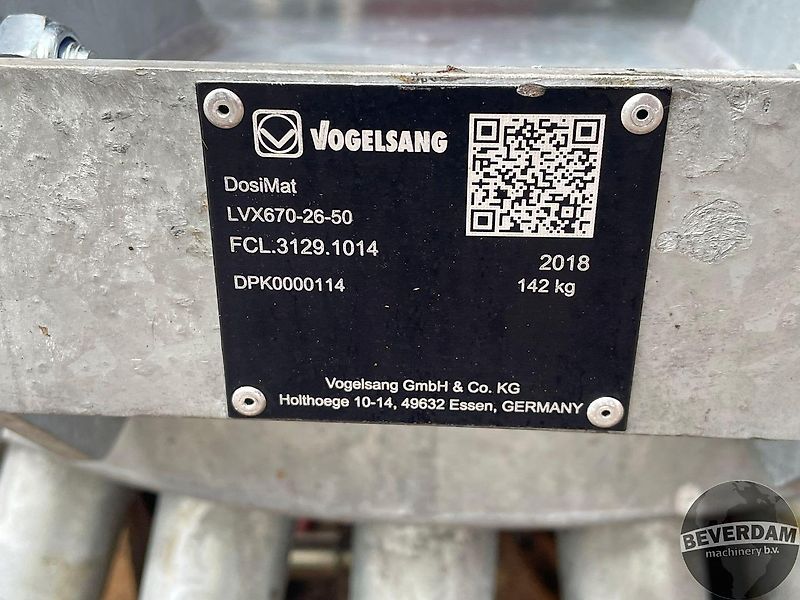 VOGELSANG
DosiMat
LVX670-26-50
FCL.3129.1014
2018
DPK0000114
142 kg
Vogelsang GmbH & Co. KG
Holthoege 10-14, 49632 Essen, GERMANY
BEVERDAM
machinery b.v.